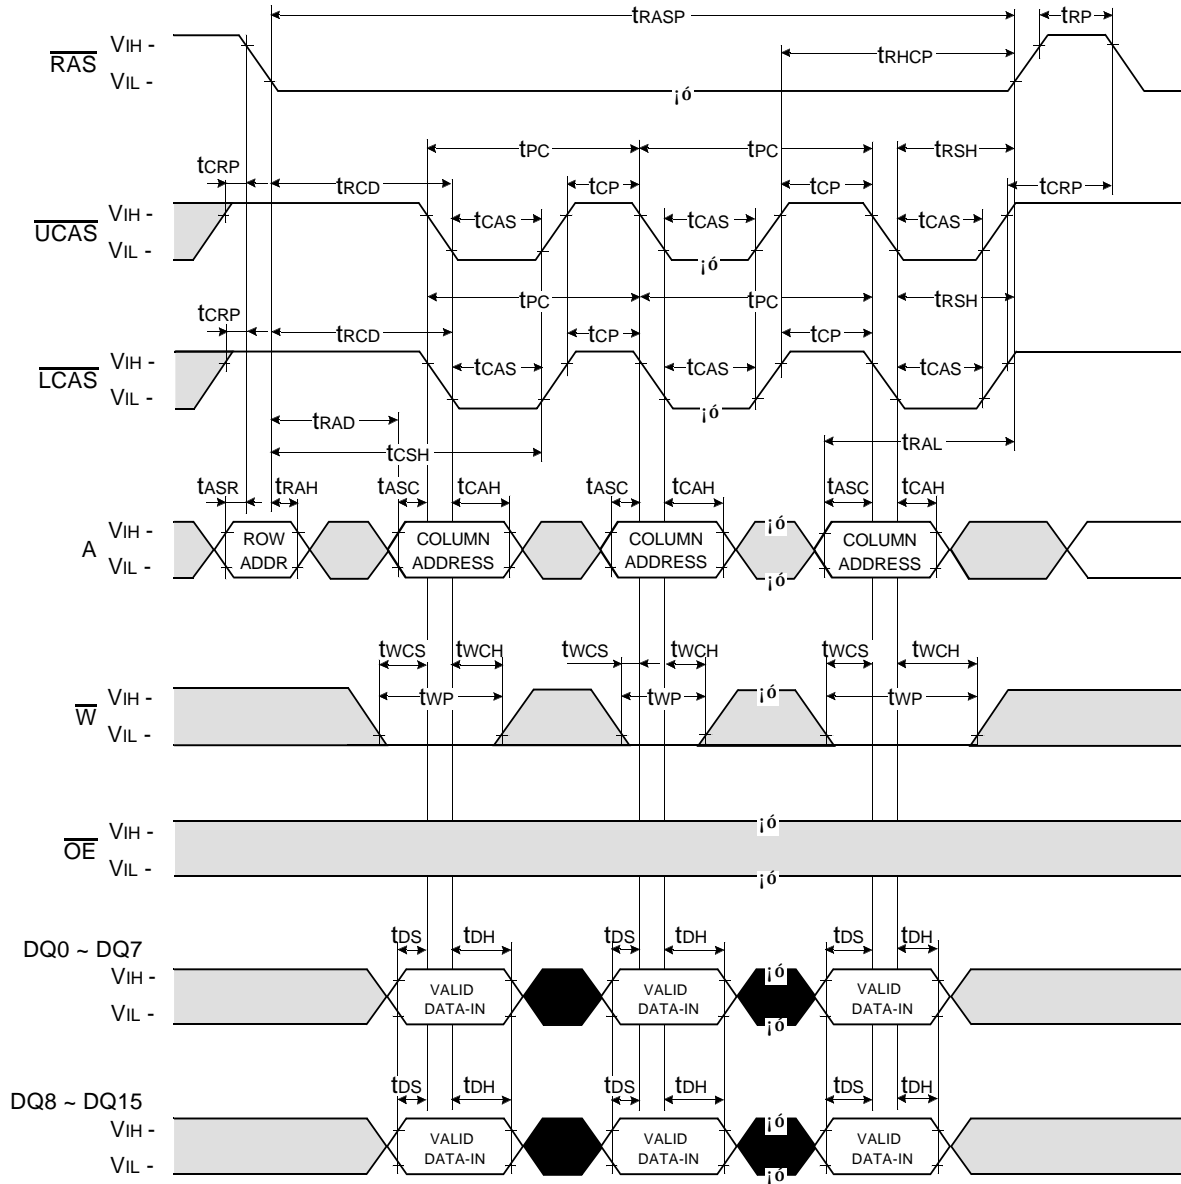 tRASP tRP
RAS VIH - tRHCP
VIL -
¡ó
tPC tPC tRSH
tCRP tRCD tCP tCP tCRP
UCAS VIH - tCAS tCAS tCAS
VIL -
¡ó
tPC tPC tRSH
tCRP tRCD tCP tCP
LCAS VIH - tCAS tCAS tCAS
VIL -
¡ó
tRAD
tCSH tRAL
tASR tRAH tASC tCAH tASC tCAH tASC tCAH
A VIH - ROW COLUMN COLUMN ¡ó COLUMN
VIL - ADDR ADDRESS ADDRESS ¡ó ADDRESS
tWCS tWCH tWCS tWCH tWCS tWCH
W VIH - tWP tWP ¡ó tWP
VIL -
OE VIH - ¡ó
VIL - ¡ó
DQ0 ~ DQ7 tDS tDH tDS tDH tDS tDH
VIH - VALID VALID ¡ó VALID
VIL - DATA-IN DATA-IN ¡ó DATA-IN
DQ8 ~ DQ15 tDS tDH tDS tDH tDS tDH
VIH - VALID VALID ¡ó VALID
VIL - DATA-IN DATA-IN ¡ó DATA-IN